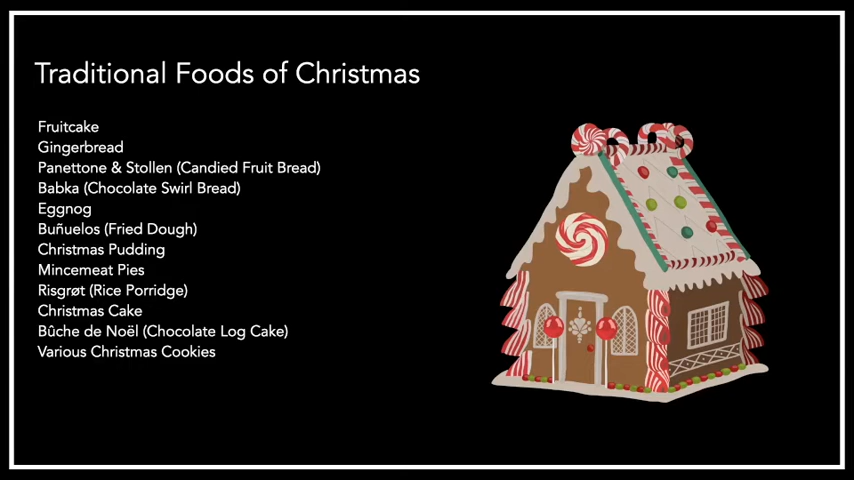 Traditional Foods of Christmas
Fruitcake
Gingerbread
Panettone & Stollen (Candied Fruit Bread)
Babka (Chocolate Swirl Bread)
Eggnog
Buñuelos (Fried Dough)
Christmas Pudding
Mincemeat Pies
Risgrøt (Rice Porridge)
Christmas Cake
Bûche de Noël (Chocolate Log Cake)
Various Christmas Cookies